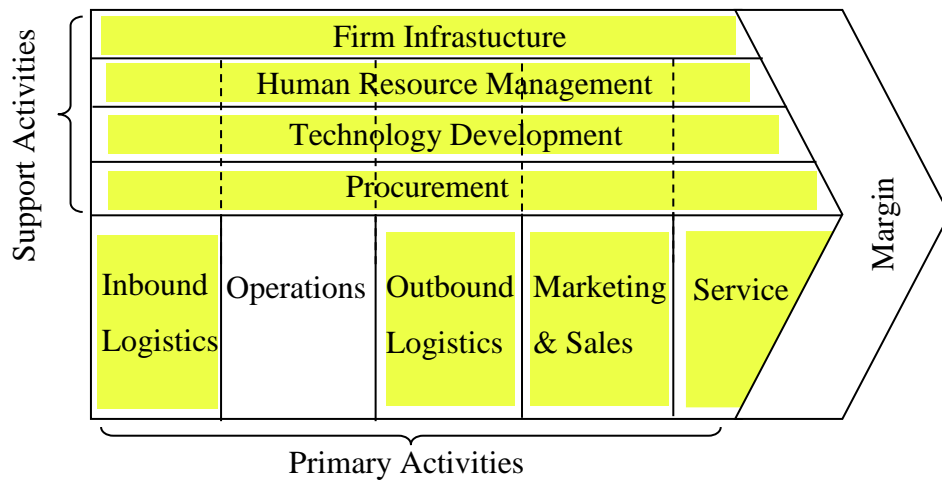 Support Activities
Firm Infrastucture
Human Resource Management
Technology Development
Procurement
Inbound
Logistics
Operations
Outbound
Logistics
Marketing
& Sales
Service
Margin
Primary Activities